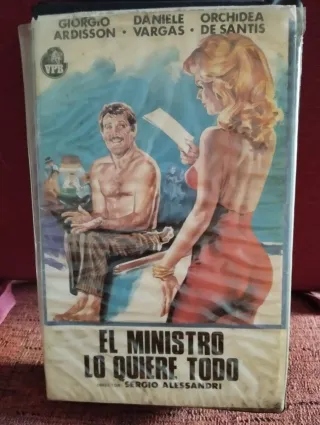 GIORGIO ARDISSON · DANIELE VARGAS · ORCHIDEA DE SANTIS
VPB
EL MINISTRO
LO QUIERE TODO
SERGIO ALESSANDRI